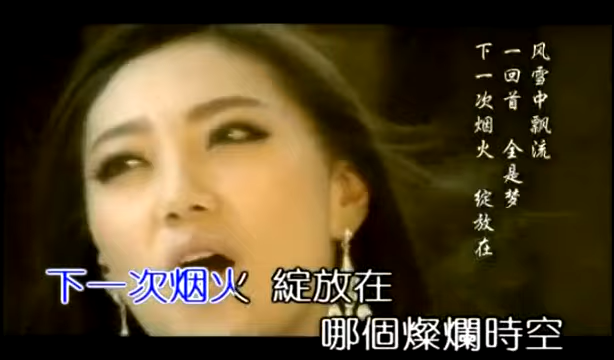 风雪中飘流
一回首 全是梦
下一次烟火 绽放在
下一次烟火 綻放在
哪個燦爛時空